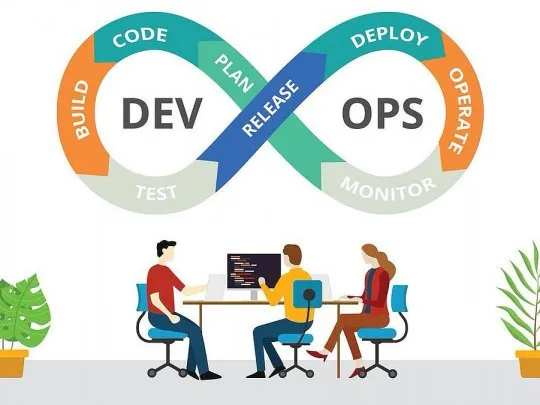 PLAN
CODE
BUILD
TEST
RELEASE
DEPLOY
OPERATE
MONITOR
DEV
OPS